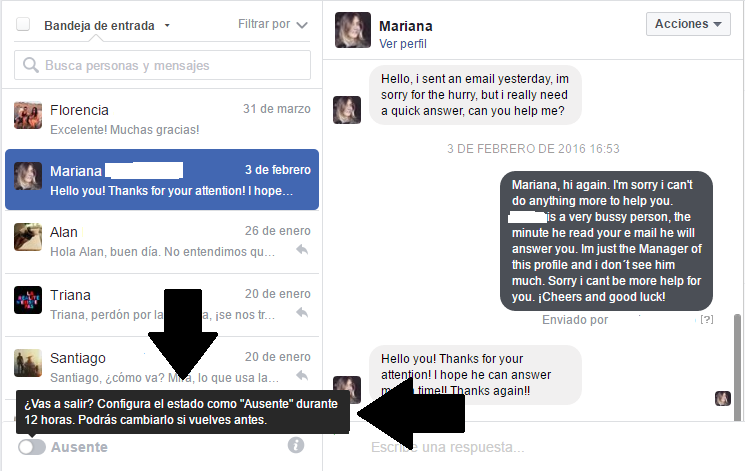 Bandeja de entrada
Filtrar por
Busca personas y mensajes
Florencia
31 de marzo
Excelente! Muchas gracias!
Mariana
3 de febrero
Hello you! Thanks for your attention! I hope…
Alan
26 de enero
Hola Alan, buen día. No entendimos qu…
Triana
20 de enero
Triana, perdón por la
, ¡se nos tr…
Santiago
20 de enero
Santiago, ¿cómo va?
, lo que usa la…
¿Vas a salir? Configura el estado como "Ausente" durante
12 horas. Podrás cambiarlo si vuelves antes.
Ausente
Mariana
Ver perfil
Acciones
Hello, i sent an email yesterday, im
sorry for the hurry, but i really need
a quick answer, can you help me?
3 DE FEBRERO DE 2016 16:53
Mariana, hi again. I'm sorry i can't
do anything more to help you.
is a very bussy person, the
minute he read your e mail he will
answer you. Im just the Manager of
this profile and i don´t see him
much. Sorry i cant be more help for
you. ¡Cheers and good luck!
Enviado por
[?]
Hello you! Thanks for your
attention! I hope he can answer
time!! Thanks again!!
Escribe una respuesta...